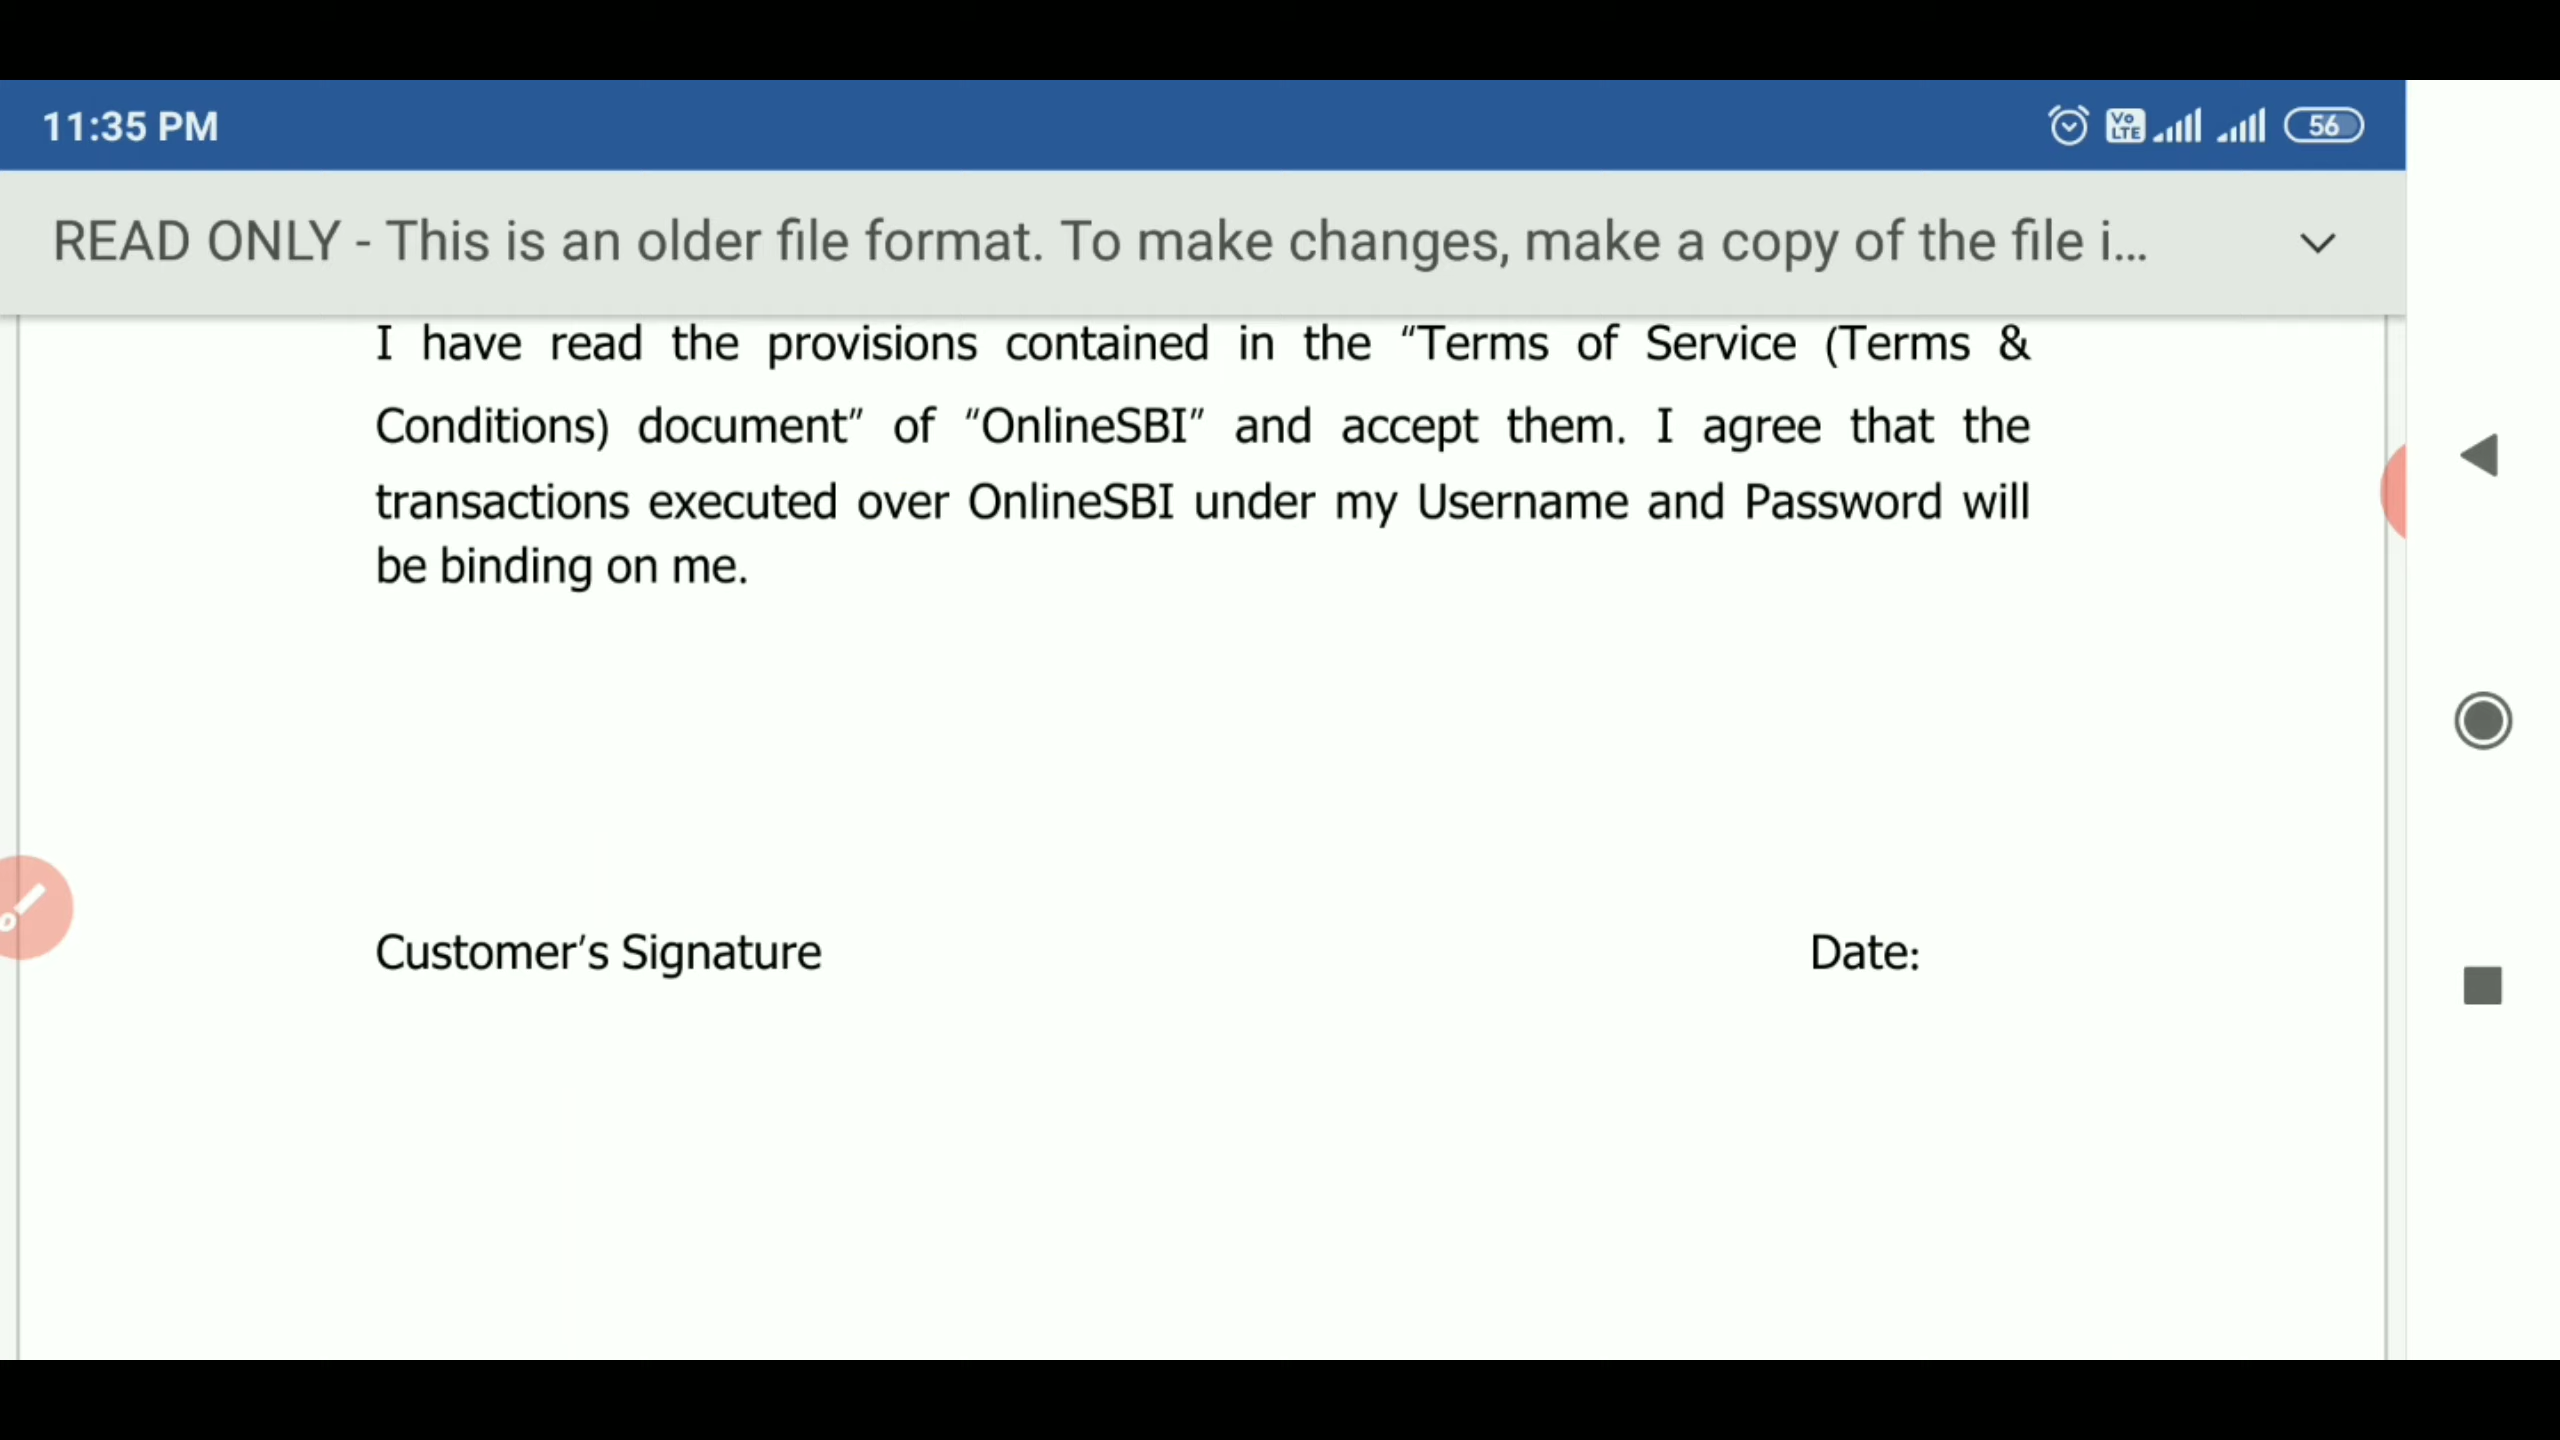 11:35 PM
Vo LTE
56
READ ONLY - This is an older file format. To make changes, make a copy of the file i...
I have read the provisions contained in the “Terms of Service (Terms &
Conditions) document” of “OnlineSBI” and accept them. I agree that the
transactions executed over OnlineSBI under my Username and Password will
be binding on me.
Customer’s Signature
Date: